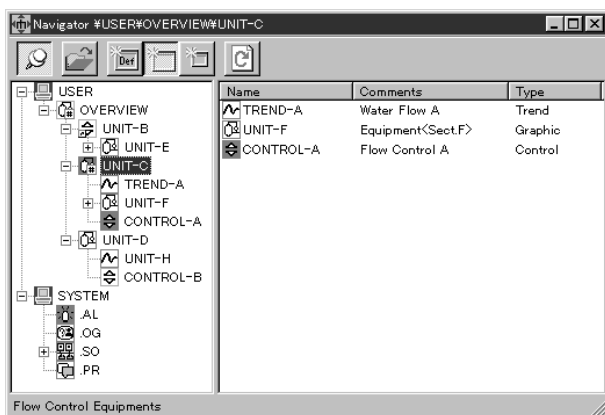 Navigator ¥USER¥OVERVIEW¥UNIT-C
Def
USER
OVERVIEW
UNIT-B
UNIT-E
UNIT-C
TREND-A
UNIT-F
CONTROL-A
UNIT-D
UNIT-H
CONTROL-B
SYSTEM
.AL
.OG
.SO
.PR
Name Comments Type
TREND-A Water Flow A Trend
UNIT-F Equipment<Sect.F> Graphic
CONTROL-A Flow Control A Control
Flow Control Equipments